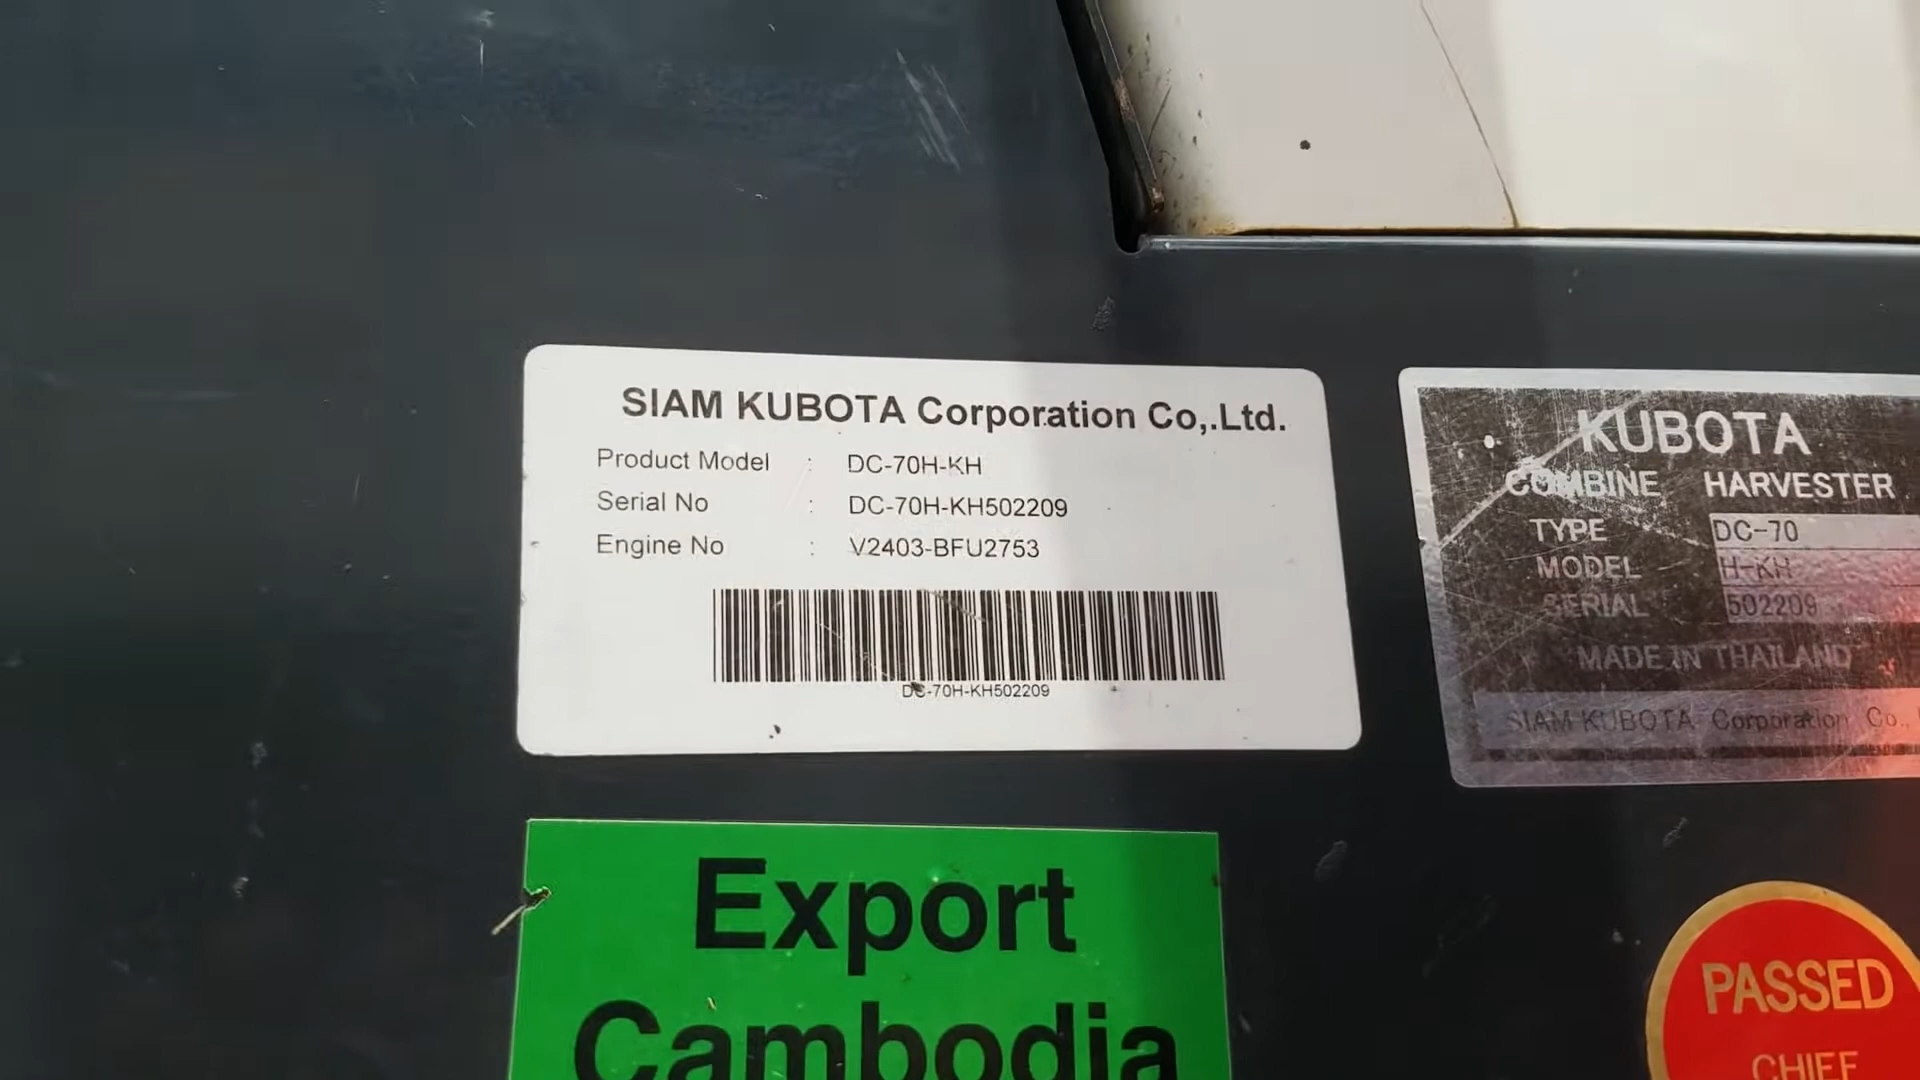 SIAM KUBOTA Corporation Co,.Ltd.
Product Model : DC-70H-KH
Serial No : DC-70H-KH502209
Engine No : V2403-BFU2753
DC-70H-KH502209
KUBOTA
COMBINE HARVESTER
TYPE DC-70
MODEL H-KH
SERIAL 502209
MADE IN THAILAND
SIAM KUBOTA Corporation Co.,
Export
Cambodia
PASSED
CHIEF